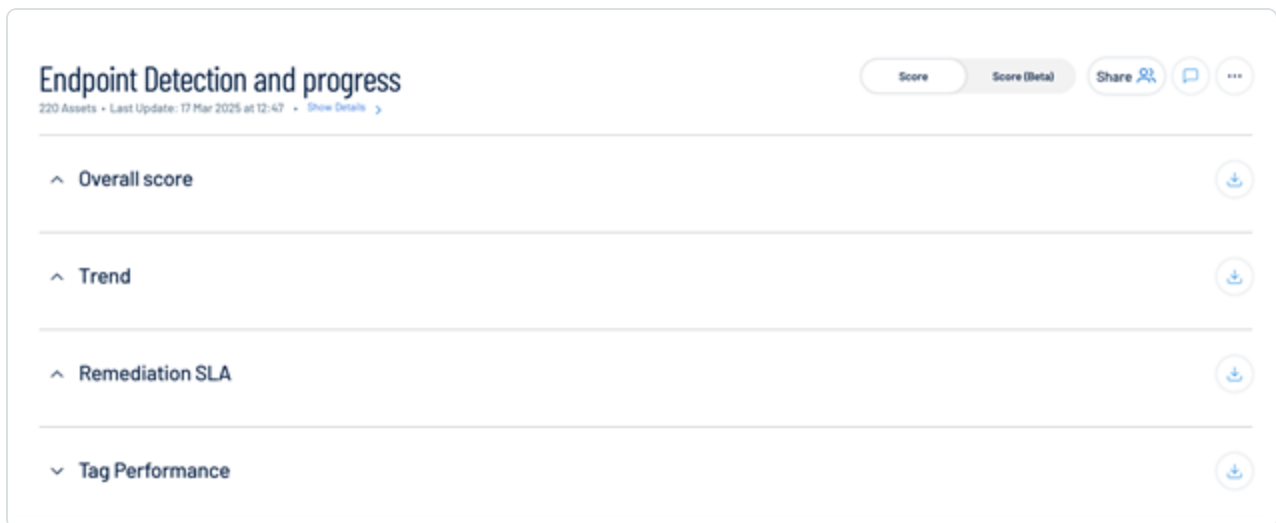 Endpoint Detection and progress
Score
Score (Beta)
Share
220 Assets • Last Update: 17 Mar 2025 at 12:47 • Show Details
Overall score
Trend
Remediation SLA
Tag Performance